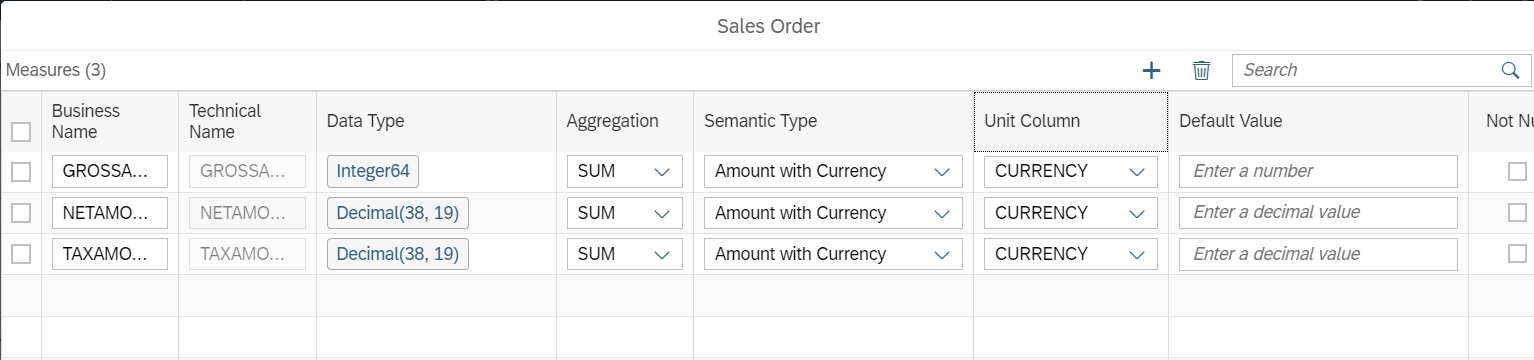 Sales Order
Measures (3)
Search
Business Name
Technical Name
Data Type
Aggregation
Semantic Type
Unit Column
Default Value
Not Nu
GROSSA... GROSSA... Integer64 SUM Amount with Currency CURRENCY Enter a number
NETAMO... NETAMO... Decimal(38, 19) SUM Amount with Currency CURRENCY Enter a decimal value
TAXAMO... TAXAMO... Decimal(38, 19) SUM Amount with Currency CURRENCY Enter a decimal value